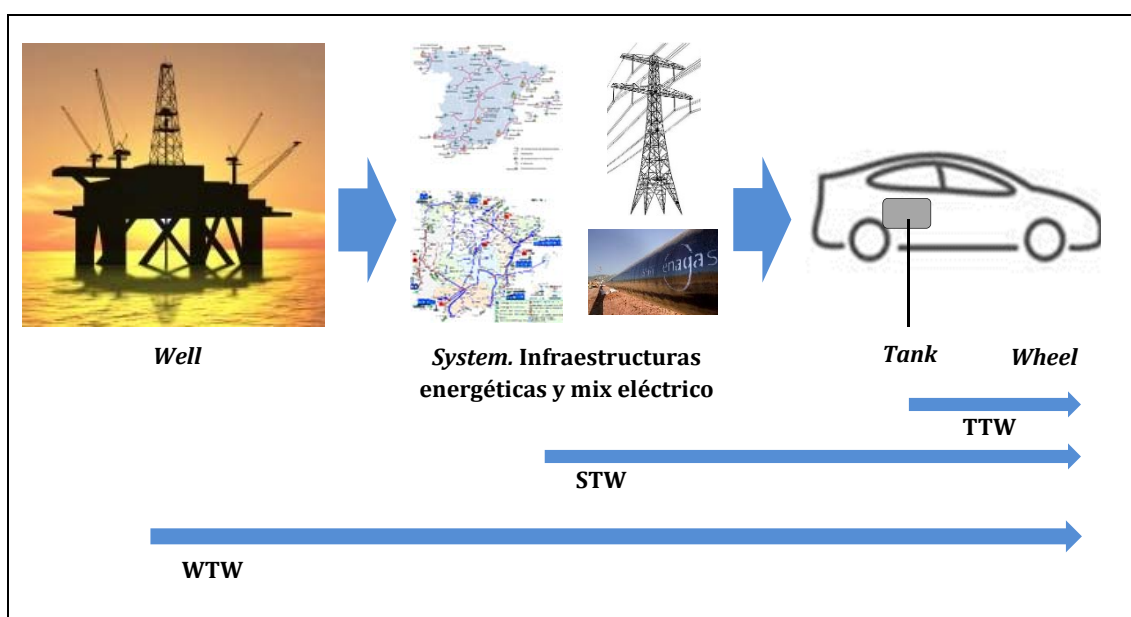 enagas
Well
System. Infraestructuras
energéticas y mix eléctrico
Tank
Wheel
TTW
STW
WTW